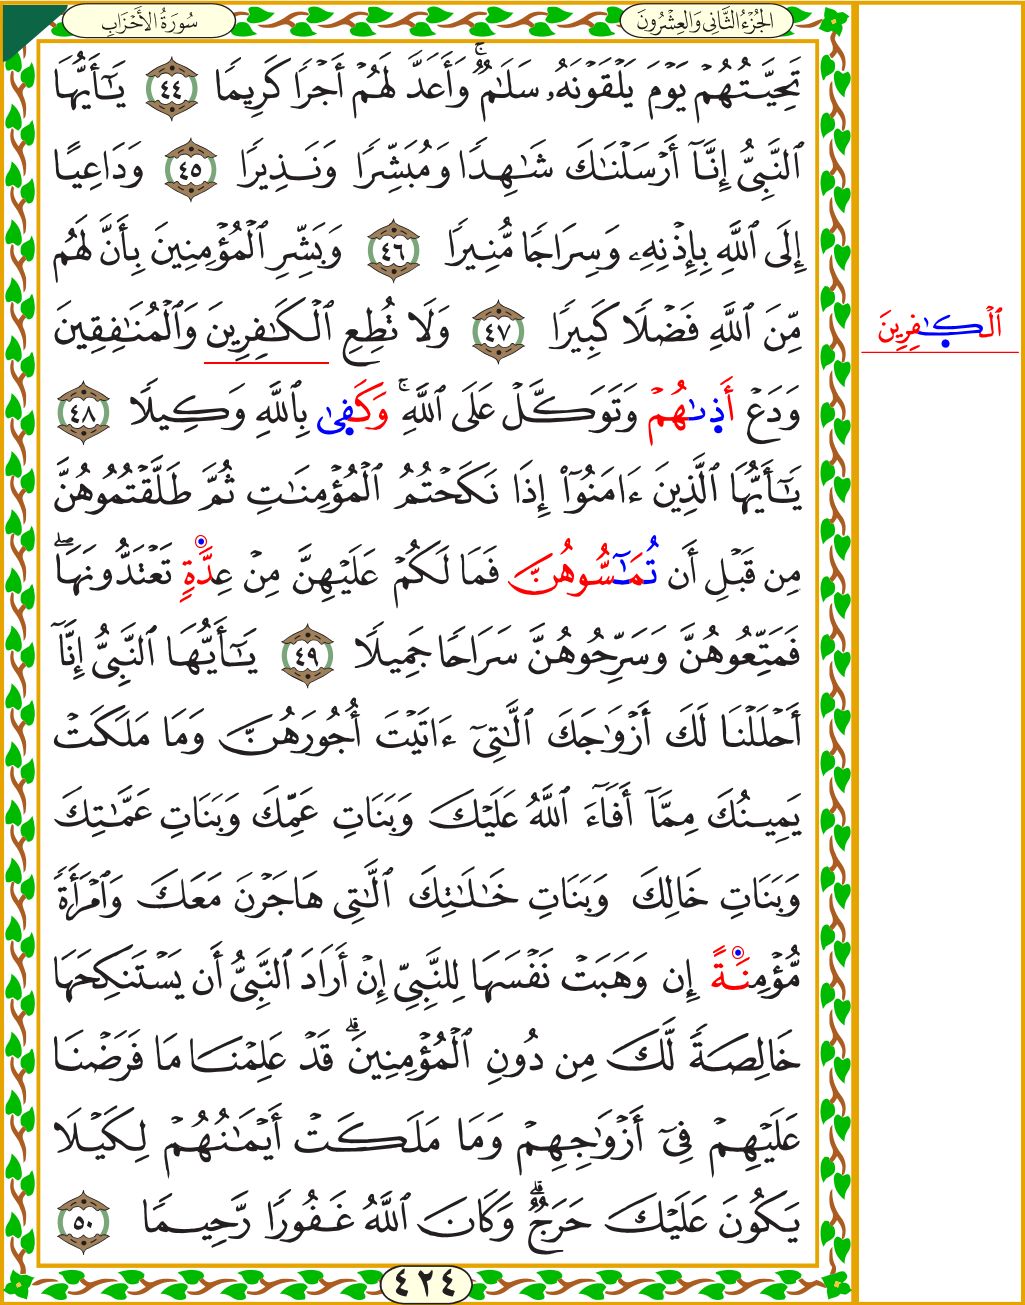 سُورَةُ الأَحْزَابِ
الجُزْءُ الثَّانِي وَالعِشْرُونَ
تَحِيَّتُهُمْ يَوْمَ يَلْقَوْنَهُۥ سَلَٰمٌۚ وَأَعَدَّ لَهُمْ أَجْرًا كَرِيمًا ٤٤ يَٰٓأَيُّهَا
ٱلنَّبِىُّ إِنَّآ أَرْسَلْنَٰكَ شَٰهِدًا وَمُبَشِّرًا وَنَذِيرًا ٤٥ وَدَاعِيًا
إِلَى ٱللَّهِ بِإِذْنِهِۦ وَسِرَاجًا مُّنِيرًا ٤٦ وَبَشِّرِ ٱلْمُؤْمِنِينَ بِأَنَّ لَهُم
مِّنَ ٱللَّهِ فَضْلًا كَبِيرًا ٤٧ وَلَا تُطِعِ ٱلْكَٰفِرِينَ وَٱلْمُنَٰفِقِينَ
ٱلْكَٰفِرِينَ
وَدَعْ أَذىٰهُمْ وَتَوَكَّلْ عَلَى ٱللَّهِۚ وَكَفىٰ بِٱللَّهِ وَكِيلًا ٤٨
يَٰٓأَيُّهَا ٱلَّذِينَ ءَامَنُوٓا۟ إِذَا نَكَحْتُمُ ٱلْمُؤْمِنَٰتِ ثُمَّ طَلَّقْتُمُوهُنَّ
مِن قَبْلِ أَن تُمَٰٓسُّوهُنَّ فَمَا لَكُمْ عَلَيْهِنَّ مِنْ عِدَّةٍ تَعْتَدُّونَهَاۖ
فَمَتِّعُوهُنَّ وَسَرِّحُوهُنَّ سَرَاحًا جَمِيلًا ٤٩ يَٰٓأَيُّهَا ٱلنَّبِىُّ إِنَّآ
أَحْلَلْنَا لَكَ أَزْوَٰجَكَ ٱلَّٰتِىٓ ءَاتَيْتَ أُجُورَهُنَّ وَمَا مَلَكَتْ
يَمِينُكَ مِمَّآ أَفَآءَ ٱللَّهُ عَلَيْكَ وَبَنَاتِ عَمِّكَ وَبَنَاتِ عَمَّٰتِكَ
وَبَنَاتِ خَالِكَ وَبَنَاتِ خَٰلَٰتِكَ ٱلَّٰتِى هَاجَرْنَ مَعَكَ وَٱمْرَأَةً
مُّؤْمِنَةً إِن وَهَبَتْ نَفْسَهَا لِلنَّبِىِّ إِنْ أَرَادَ ٱلنَّبِىُّ أَن يَسْتَنكِحَهَا
خَالِصَةً لَّكَ مِن دُونِ ٱلْمُؤْمِنِينَۗ قَدْ عَلِمْنَا مَا فَرَضْنَا
عَلَيْهِمْ فِىٓ أَزْوَٰجِهِمْ وَمَا مَلَكَتْ أَيْمَٰنُهُمْ لِكَيْلَا
يَكُونَ عَلَيْكَ حَرَجٌۗ وَكَانَ ٱللَّهُ غَفُورًا رَّحِيمًا ٥٠
٤٢٤